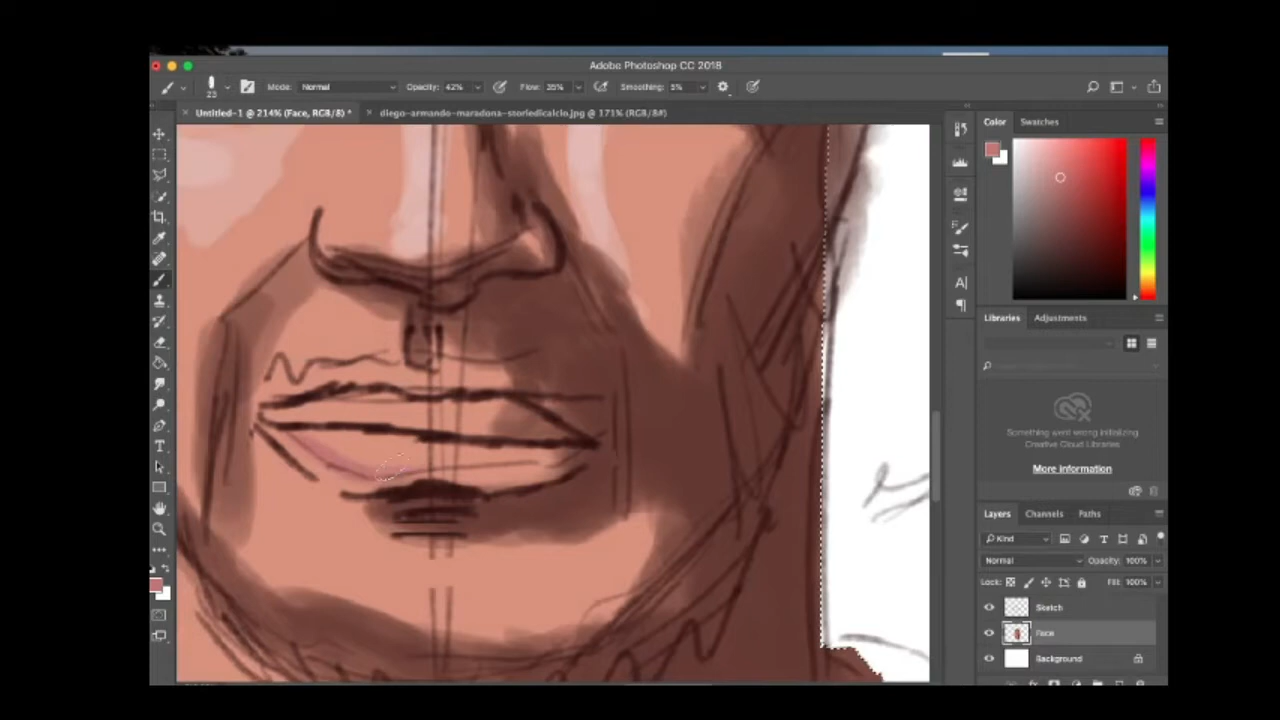 Adobe Photoshop CC 2018
23 Mode: Normal Opacity: 42% Flow: 35% Smoothing: 5%
Untitled-1 @ 214% (Face, RGB/8) * diego-armando-maradona-storiedicalcio.jpg @ 171% (RGB/8#)
Color Swatches
Libraries Adjustments
Something went wrong initializing
Creative Cloud Libraries
More information
Layers Channels Paths
Kind
Normal Opacity: 100%
Lock: Fill: 100%
Sketch
Face
Background